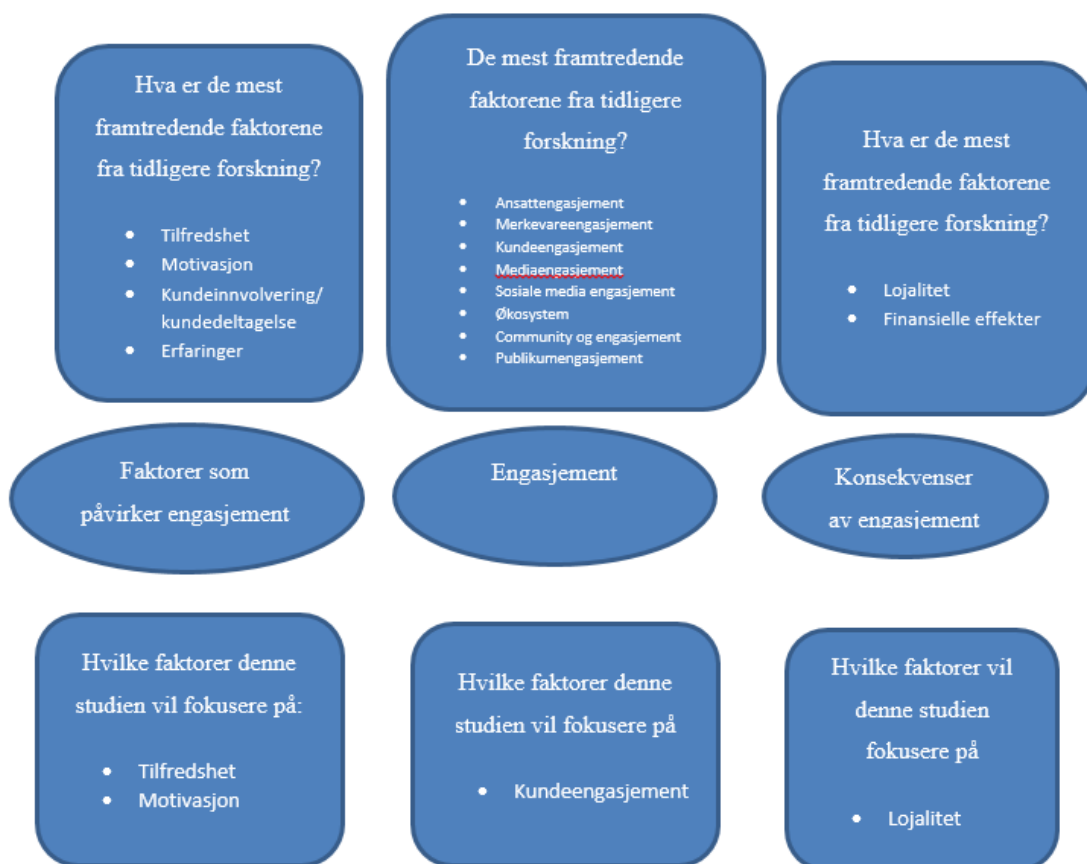 Hva er de mest
framtredende faktorene
fra tidligere forskning?
• Tilfredshet
• Motivasjon
• Kundeinnvolvering/
kundedeltagelse
• Erfaringer
De mest framtredende
faktorene fra tidligere
forskning?
• Ansattengasjement
• Merkevareengasjement
• Kundeengasjement
• Mediaengasjement
• Sosiale media engasjement
• Økosystem
• Community og engasjement
• Publikumengasjement
Hva er de mest
framtredende faktorene
fra tidligere forskning?
• Lojalitet
• Finansielle effekter
Faktorer som
påvirker engasjement
Engasjement
Konsekvenser
av engasjement
Hvilke faktorer denne
studien vil fokusere på:
• Tilfredshet
• Motivasjon
Hvilke faktorer denne
studien vil fokusere på
• Kundeengasjement
Hvilke faktorer vil
denne studien
fokusere på
• Lojalitet